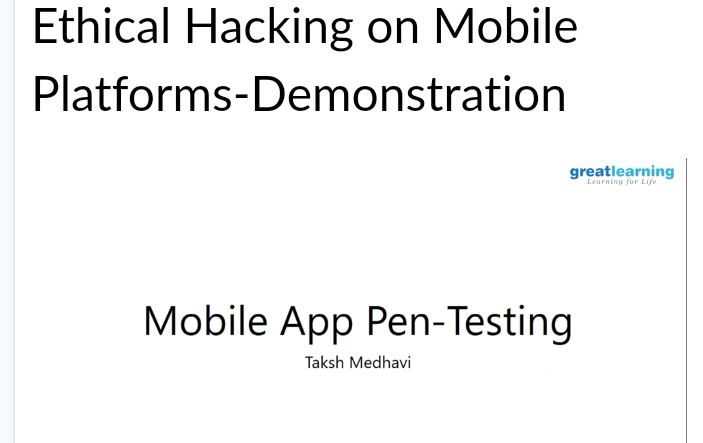 Ethical Hacking on Mobile
Platforms-Demonstration
greatlearning
Learning for Life
Mobile App Pen-Testing
Taksh Medhavi